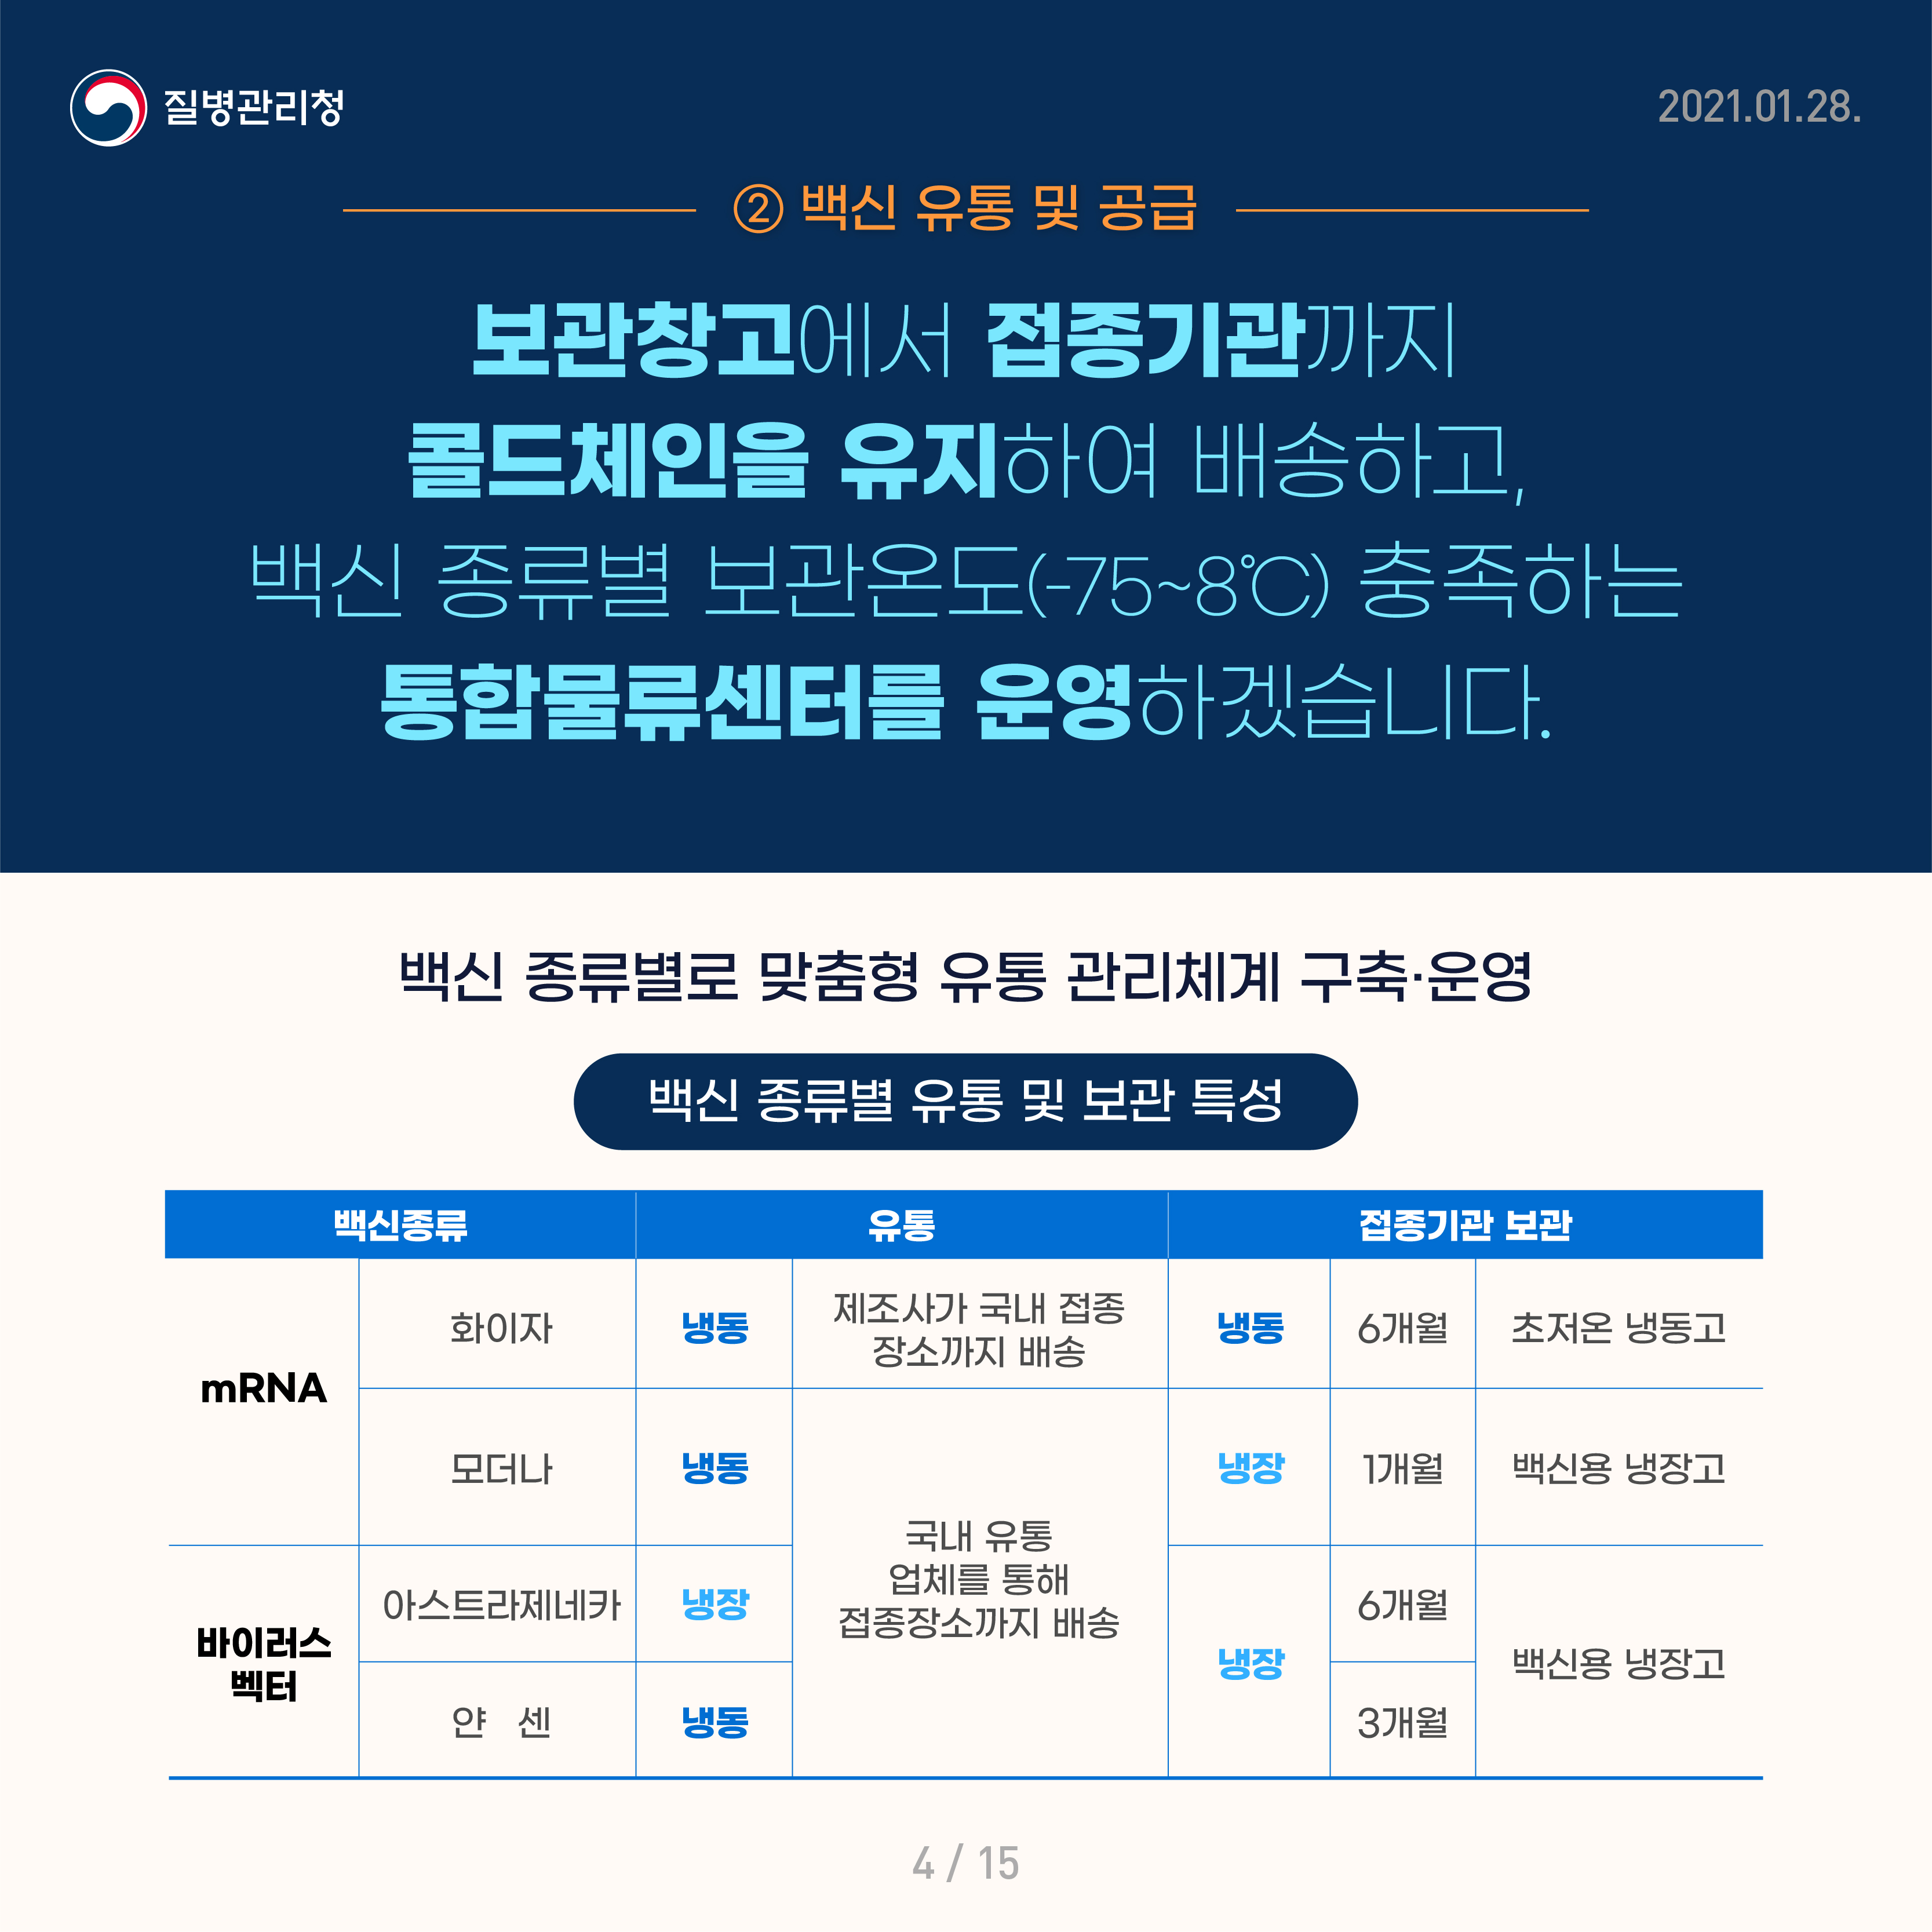 질병관리청
2021.01.28.
② 백신 유통 및 공급
보관창고에서 접종기관까지
콜드체인을 유지하여 배송하고,
백신 종류별 보관온도(-75~8℃) 충족하는
통합물류센터를 운영하겠습니다.
백신 종류별로 맞춤형 유통 관리체계 구축·운영
백신 종류별 유통 및 보관 특성
백신종류 유통 접종기관 보관
mRNA
화이자 냉동
제조사가 국내 접종
장소까지 배송
냉동 6개월 초저온 냉동고
모더나 냉동
국내 유통
업체를 통해
접종장소까지 배송
냉장 1개월 백신용 냉장고
바이러스
벡터
아스트라제네카 냉장
냉장
6개월
백신용 냉장고
얀 센 냉동
3개월
4 / 15